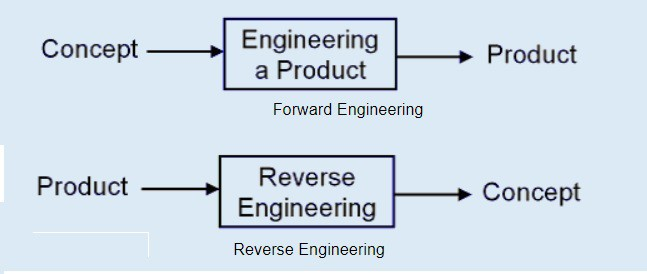 Concept
Engineering
a Product
Product
Forward Engineering
Product
Reverse
Engineering
Concept
Reverse Engineering